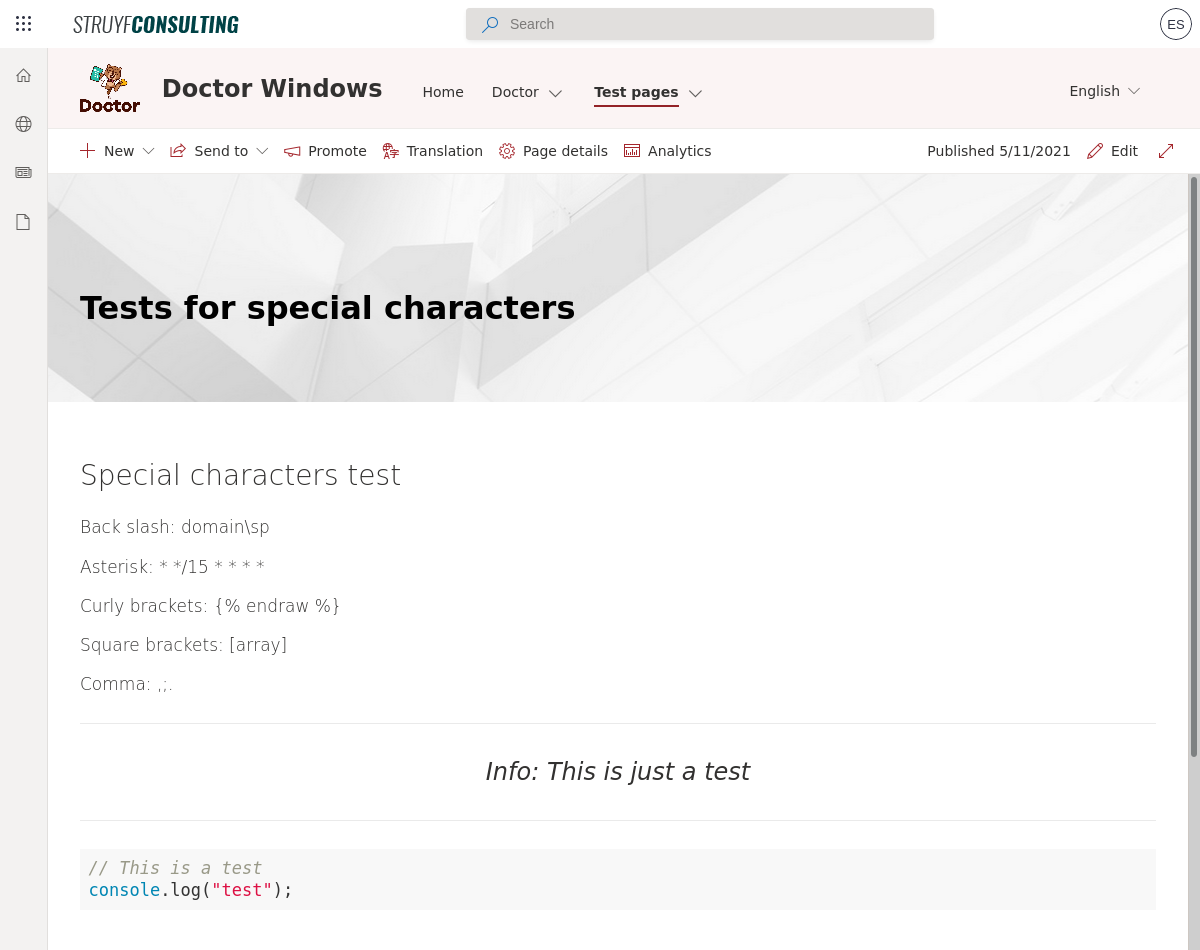 STRUYFCONSULTING
Search
ES
Doctor
Doctor Windows
Home
Doctor
Test pages
English
New
Send to
Promote
Translation
Page details
Analytics
Published 5/11/2021
Edit
Tests for special characters
Special characters test
Back slash: domain\sp
Asterisk: * */15 * * * *
Curly brackets: {% endraw %}
Square brackets: [array]
Comma: ,;.
Info: This is just a test
// This is a test
console.log("test");